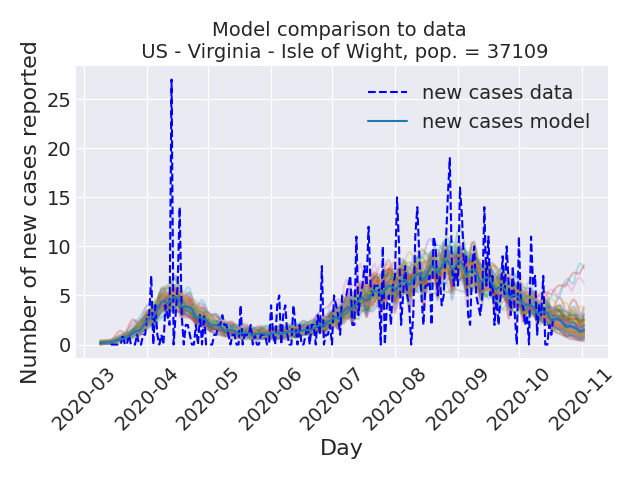 Model comparison to data
US - Virginia - Isle of Wight, pop. = 37109
Number of new cases reported
25
20
15
10
5
0
new cases data
new cases model
2020-03
2020-04
2020-05
2020-06
2020-07
2020-08
2020-09
2020-10
2020-11
Day